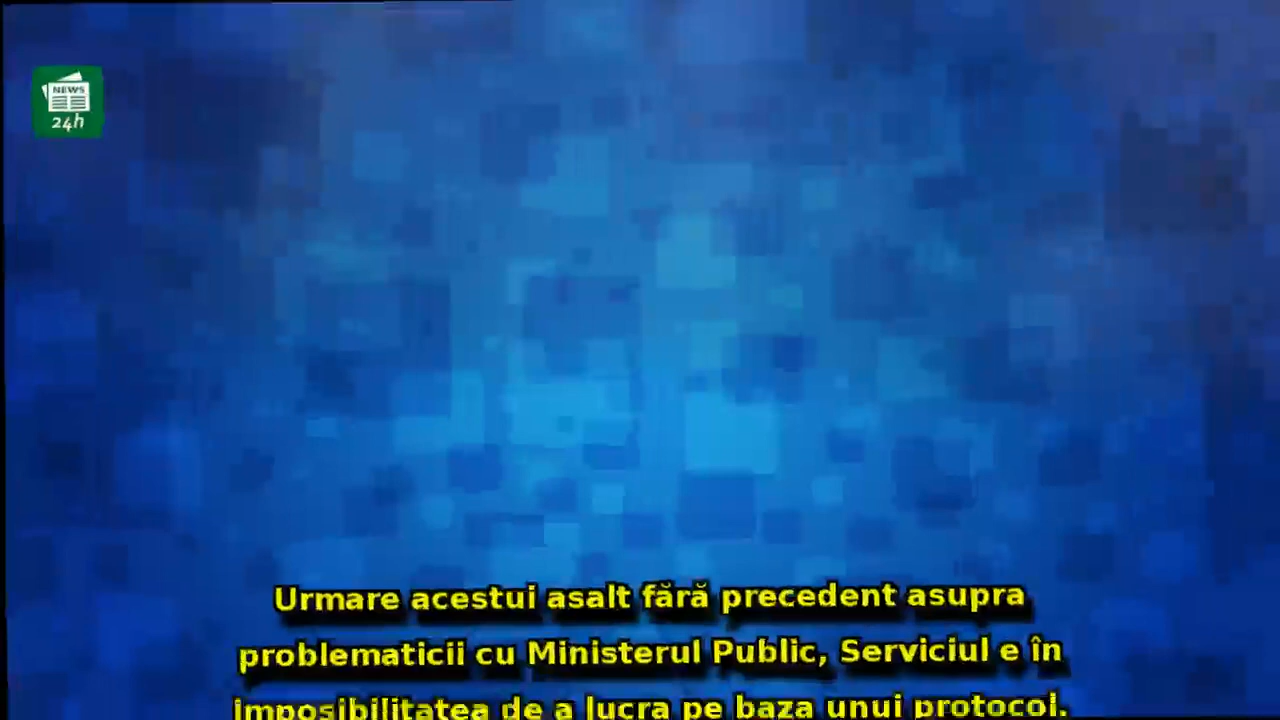 NEWS
24h
Urmare acestui asalt fără precedent asupra
problematicii cu Ministerul Public, Serviciul e în
imposibilitatea de a lucra pe baza unui protocol.